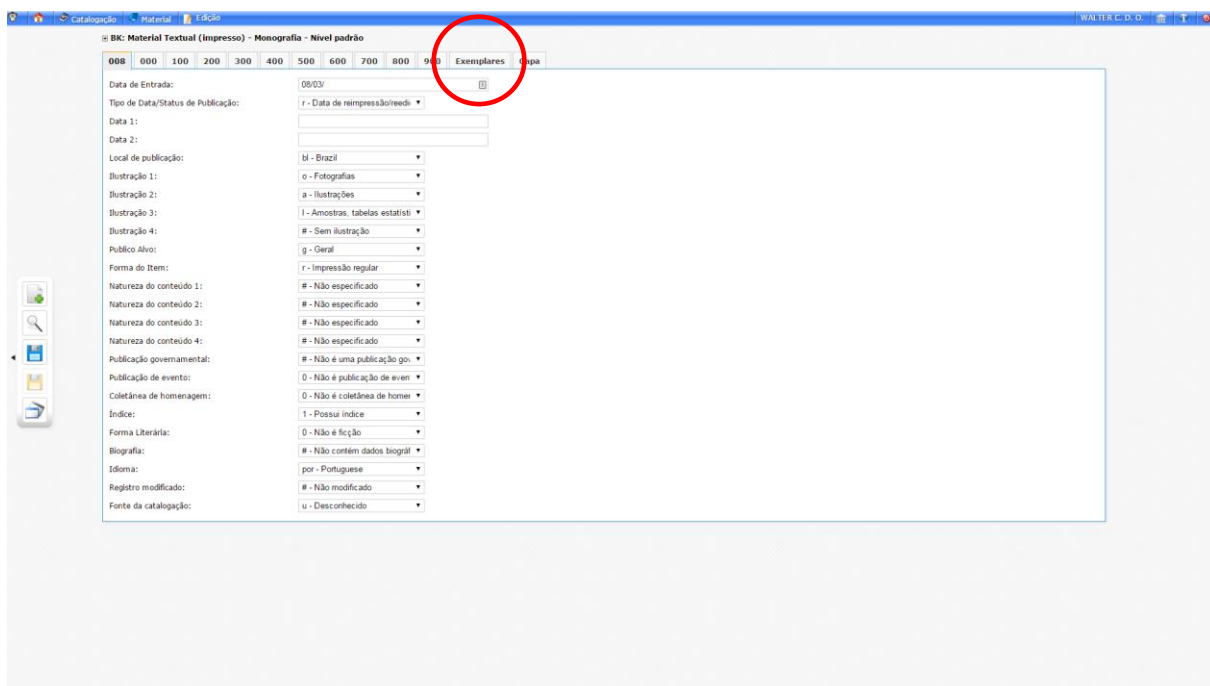 Catalogação Material Edição WALTER C. D. O.
BK: Material Textual (impresso) - Monografia - Nível padrão
008 000 100 200 300 400 500 600 700 800 900 Exemplares Capa
Data de Entrada: 08/03/
Tipo de Data/Status de Publicação: r - Data de reimpressão/reedi
Data 1:
Data 2:
Local de publicação: bl - Brazil
Ilustração 1: o - Fotografias
Ilustração 2: a - Ilustrações
Ilustração 3: l - Amostras, tabelas estatísti
Ilustração 4: # - Sem ilustração
Publico Alvo: g - Geral
Forma do Item: r - Impressão regular
Natureza do conteúdo 1: # - Não especificado
Natureza do conteúdo 2: # - Não especificado
Natureza do conteúdo 3: # - Não especificado
Natureza do conteúdo 4: # - Não especificado
Publicação governamental: # - Não é uma publicação gov
Publicação de evento: 0 - Não é publicação de even
Coletânea de homenagem: 0 - Não é coletânea de homen
Índice: 1 - Possui índice
Forma Literária: 0 - Não é ficção
Biografia: # - Não contém dados biográf
Idioma: por - Portuguese
Registro modificado: # - Não modificado
Fonte da catalogação: u - Desconhecido